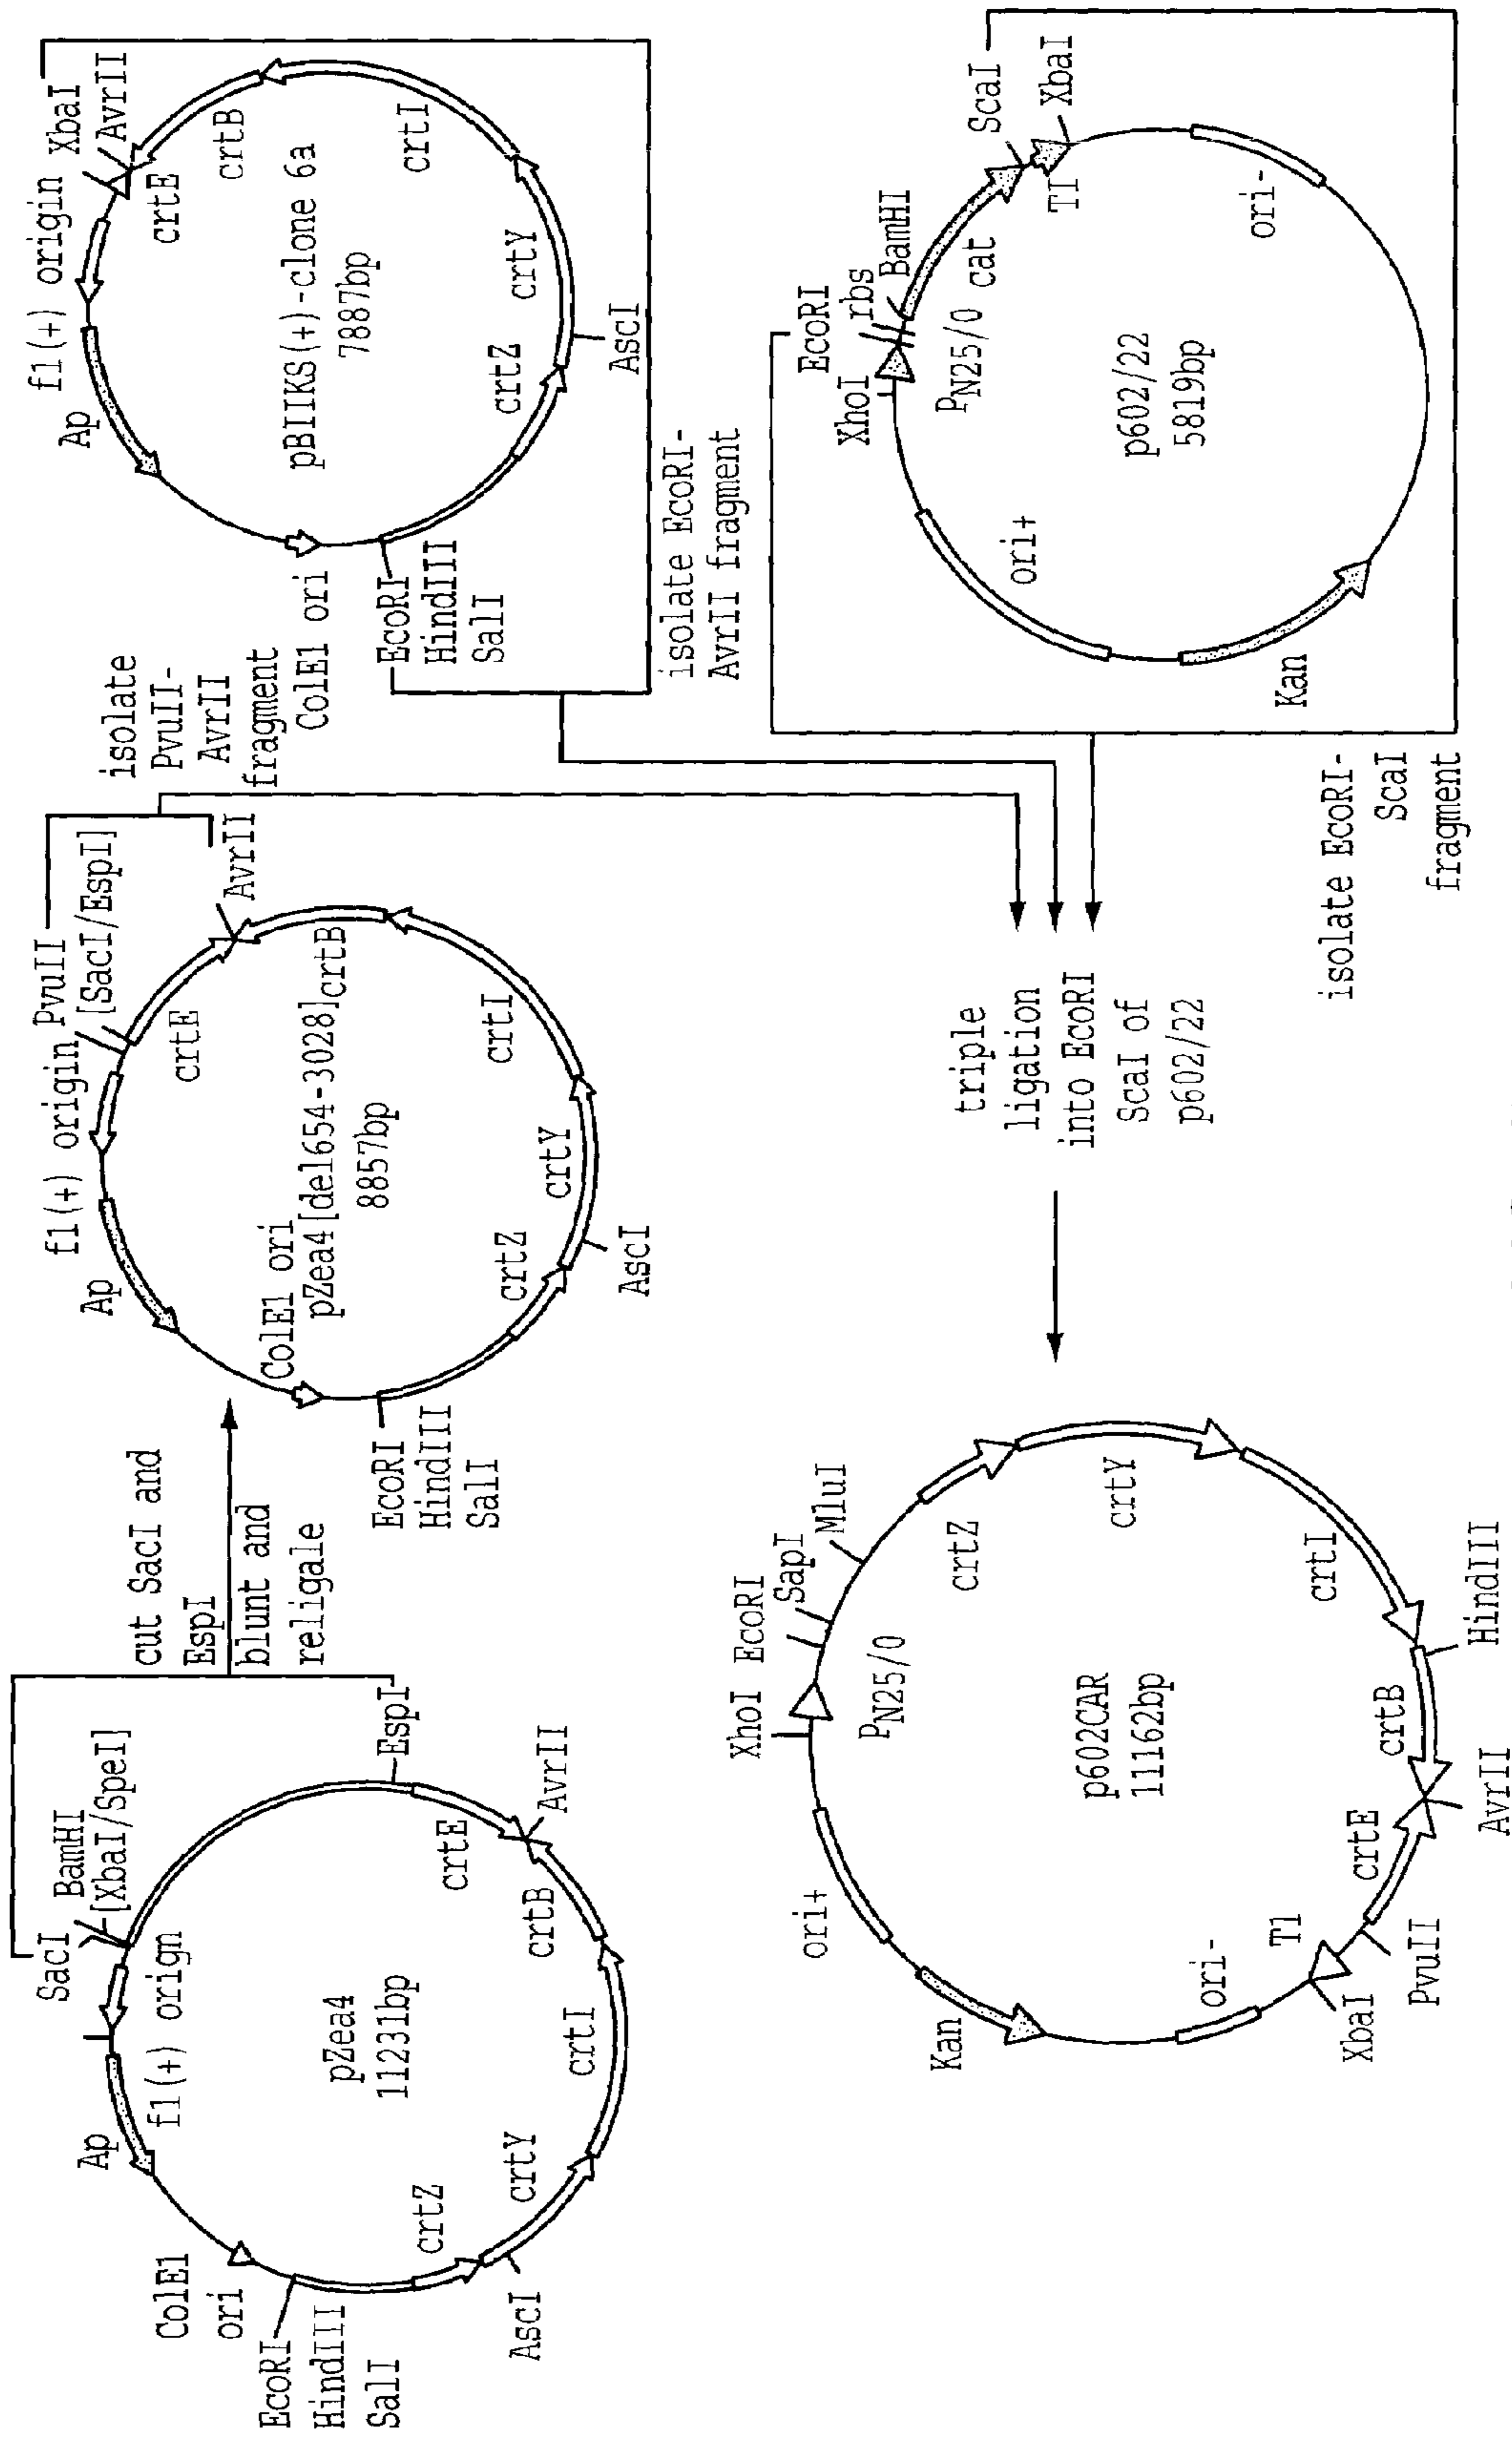 SacI
BamHI
[XbaI/SpeI]
Ap
f1(+) orign
ColE1
ori
pZea4
11231bp
EspI
crtE
AvrII
crtB
crtI
crtY
crtZ
AscI
EcoRI
HindIII
SalI
cut SacI and
EspI
blunt and
religale
f1(+) origin
PvuII
[SacI/EspI]
Ap
crtE
AvrII
ColE1 ori
pZea4[del654-3028]
8857bp
crtB
crtI
crtY
crtZ
AscI
EcoRI
HindIII
SalI
isolate
PvuII-
AvrII
fragment
f1(+) origin
XbaI
AvrII
Ap
crtE
crtB
pBIIKS(+)-clone 6a
7887bp
crtI
ColE1 ori
crtY
crtZ
AscI
EcoRI
HindIII
SalI
isolate EcoRI-
AvrII fragment
XhoI
EcoRI
rbs
BamHI
ScaI
XbaI
PN25/0
cat
TI
ori+
p602/22
5819bp
ori-
Kan
isolate EcoRI-
ScaI
fragment
triple
ligation
into EcoRI
ScaI of
p602/22
XhoI
EcoRI
SapI
MluI
PN25/0
ori+
crtZ
crtY
p602CAR
11162bp
Kan
crtI
ori-
T1
crtE
crtB
XbaI
PvuII
AvrII
HindIII